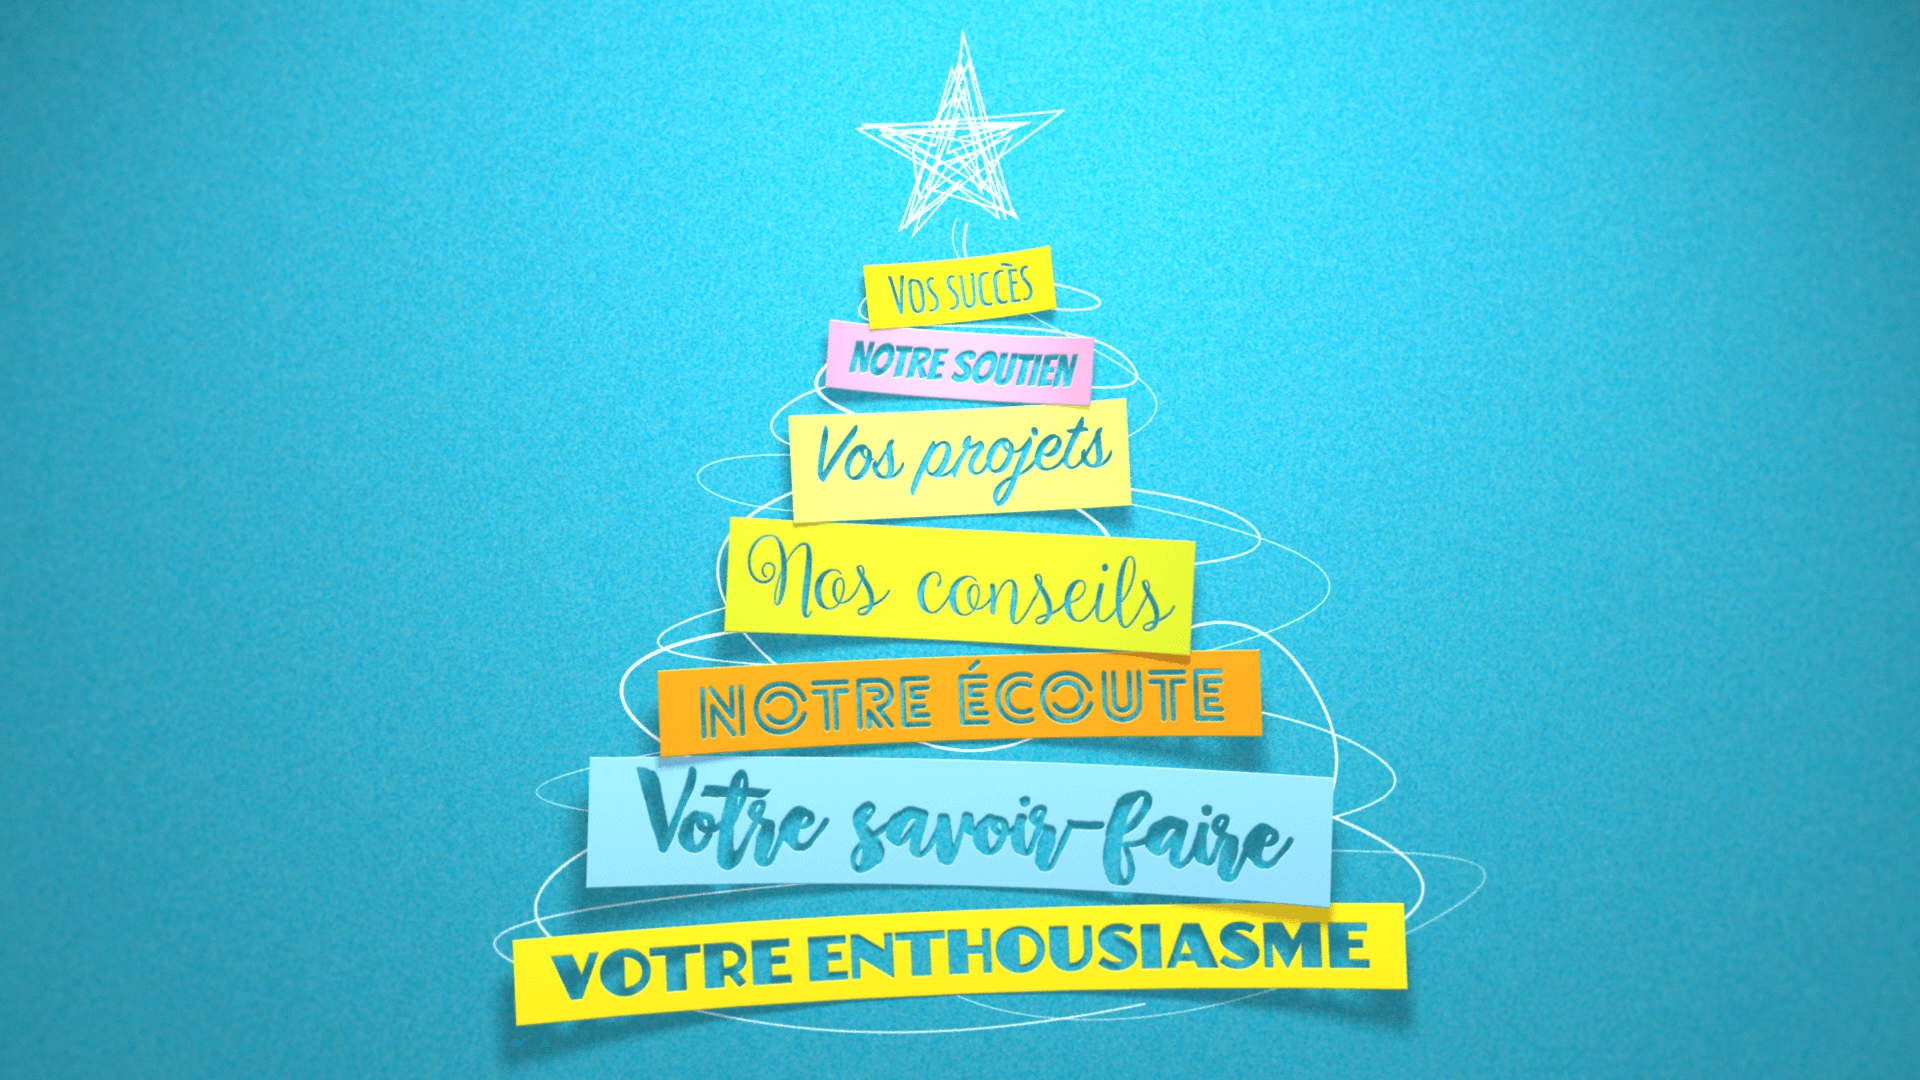 Vos succès
NOTRE SOUTIEN
Vos projets
Nos conseils
NOTRE ÉCOUTE
Votre savoir-faire
VOTRE ENTHOUSIASME